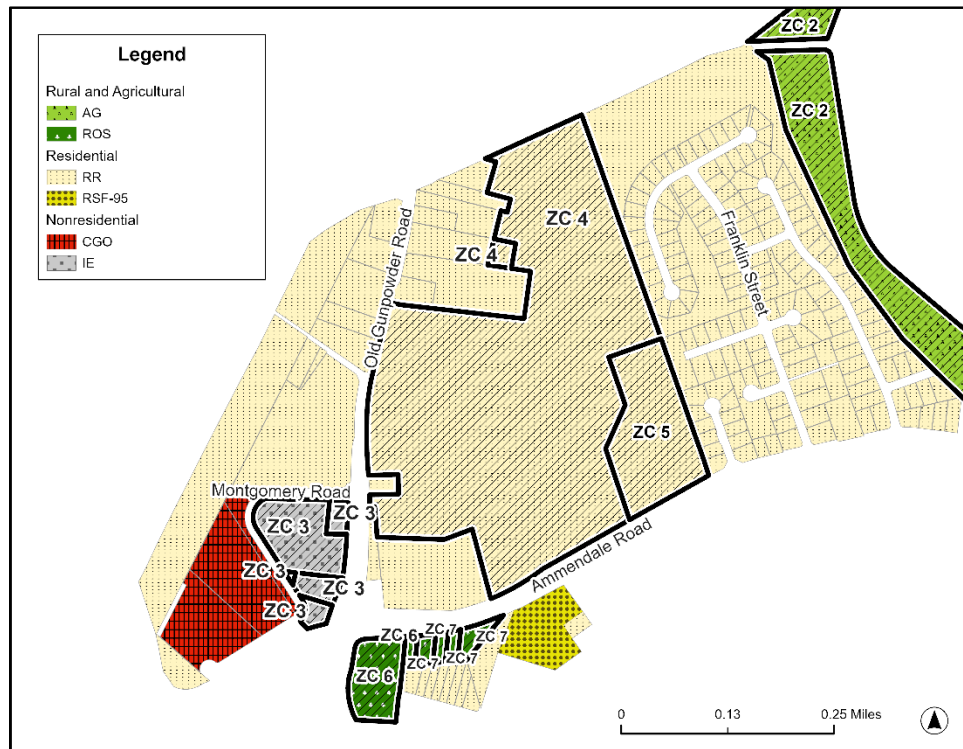 Legend
Rural and Agricultural
AG
ROS
Residential
RR
RSF-95
Nonresidential
CGO
IE
ZC 2
ZC 2
ZC 4
ZC 4
Old Gunpowder Road
Franklin Street
ZC 5
Montgomery Road
ZC 3
ZC 3
ZC 3
ZC 3
ZC 3
Ammendale Road
ZC 6
ZC 7
ZC 7
ZC 7
ZC 7
ZC 6
0
0.13
0.25 Miles